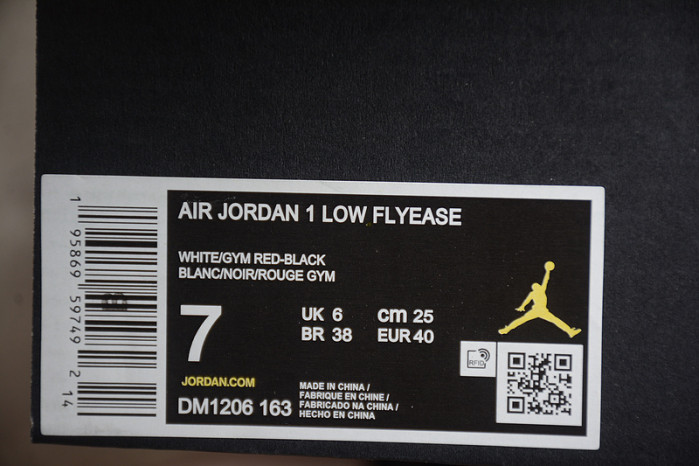 AIR JORDAN 1 LOW FLYEASE
WHITE/GYM RED-BLACK
BLANC/NOIR/ROUGE GYM
7
UK 6 cm 25
BR 38 EUR 40
RFID
JORDAN.COM
DM1206 163
MADE IN CHINA /
FABRIQUE EN CHINE /
FABRICADO NA CHINA /
HECHO EN CHINA
1 95869 59749 2 14